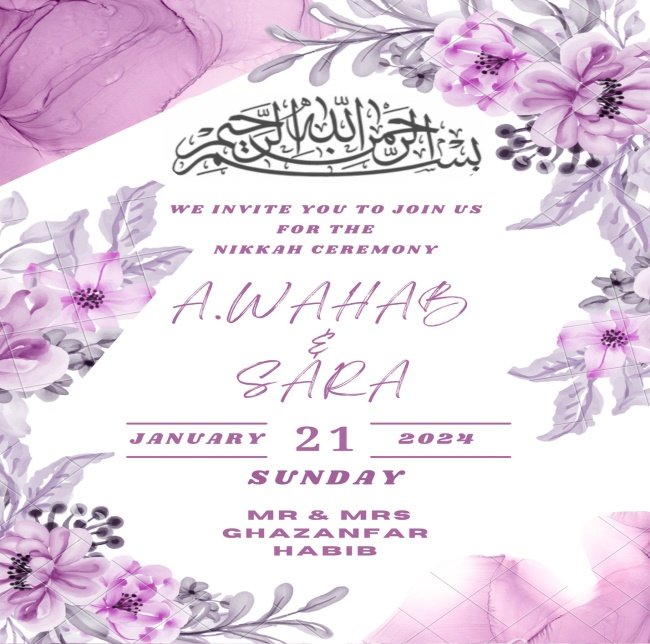 بسم الله الرحمن الرحيم
WE INVITE YOU TO JOIN US
FOR THE
NIKKAH CEREMONY
A.WAHAB
&
SARA
JANUARY 21 2024
SUNDAY
MR & MRS
GHAZANFAR
HABIB